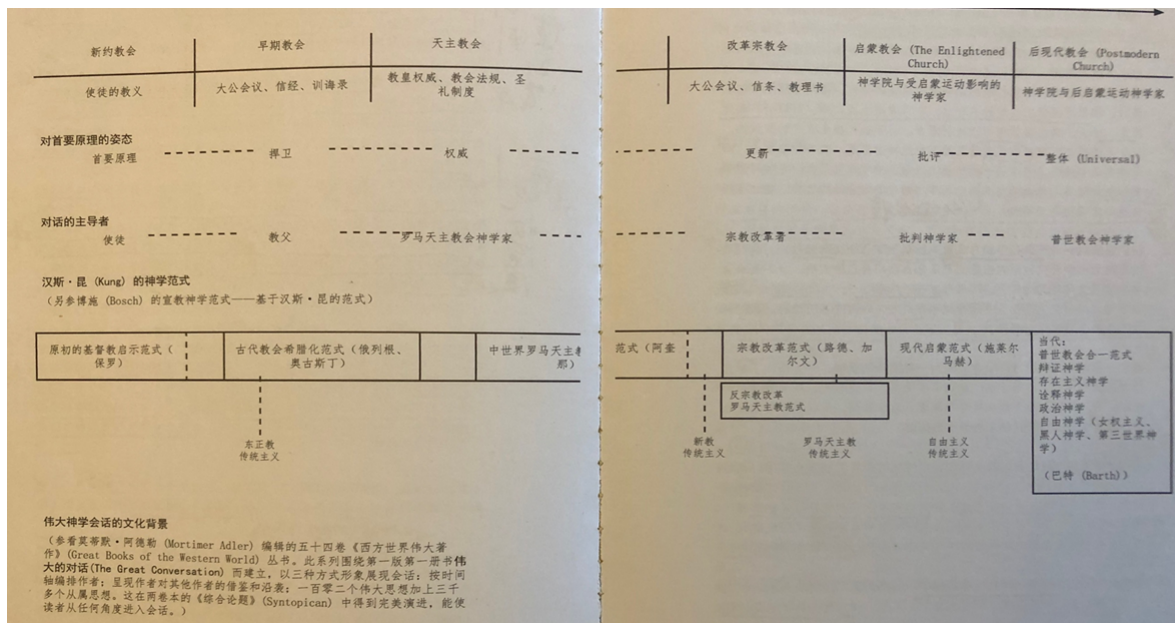 新约教会
早期教会
天主教会
使徒的教义
大公会议、信经、训诲录
教皇权威、教会法规、圣
礼制度
对首要原理的姿态
首要原理
捍卫
权威
对话的主导者
使徒
教父
罗马天主教会神学家
汉斯·昆 (Kung) 的神学范式
（另参博施 (Bosch) 的宣教神学范式——基于汉斯·昆的范式）
原初的基督教启示范式（
保罗）
古代教会希腊化范式（俄列根、
奥古斯丁）
中世界罗马天主教
那）
东正教
传统主义
伟大神学会话的文化背景
（参看莫蒂默·阿德勒 (Mortimer Adler) 编辑的五十四卷《西方世界伟大著
作》(Great Books of the Western World) 丛书。此系列围绕第一版第一册书伟
大的对话(The Great Conversation) 而建立，以三种方式形象展现会话：按时间
轴编排作者；呈现作者对其他作者的借鉴和沿袭；一百零二个伟大思想加上三千
多个从属思想。这在两卷本的《综合论题》(Syntopican) 中得到完美演进，能使
读者从任何角度进入会话。）
改革宗教会
启蒙教会 (The Enlightened
Church)
后现代教会 (Postmodern
Church)
大公会议、信条、教理书
神学院与受启蒙运动影响的
神学家
神学院与后启蒙运动神学家
更新
批评
整体 (Universal)
宗教改革者
批判神学家
普世教会神学家
范式（阿奎
宗教改革范式（路德、加
尔文）
现代启蒙范式（施莱尔
马赫）
当代：
普世教会合一范式
辩证神学
存在主义神学
诠释神学
政治神学
自由神学（女权主义、
黑人神学、第三世界神
学）
（巴特 (Barth)）
反宗教改革
罗马天主教范式
新教
传统主义
罗马天主教
传统主义
自由主义
传统主义